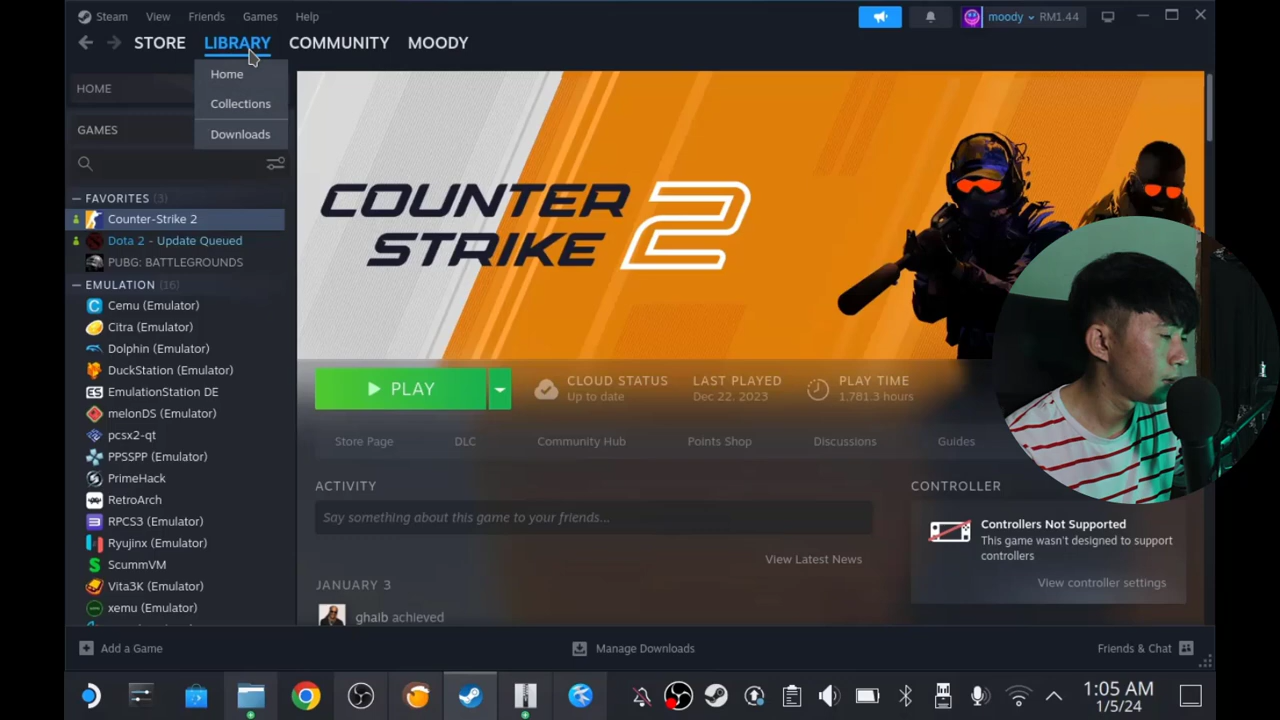 Steam View Friends Games Help
moody RM1.44
STORE LIBRARY COMMUNITY MOODY
Home
Collections
Downloads
HOME
GAMES
FAVORITES (3)
Counter-Strike 2
Dota 2 - Update Queued
PUBG: BATTLEGROUNDS
EMULATION (16)
Cemu (Emulator)
Citra (Emulator)
Dolphin (Emulator)
DuckStation (Emulator)
ES EmulationStation DE
melonDS (Emulator)
pcsx2-qt
PPSSPP (Emulator)
PrimeHack
RetroArch
RPCS3 (Emulator)
Ryujinx (Emulator)
ScummVM
Vita3K (Emulator)
xemu (Emulator)
COUNTER
STRIKE 2
PLAY
CLOUD STATUS
Up to date
LAST PLAYED
Dec 22, 2023
PLAY TIME
1,781.3 hours
Store Page DLC Community Hub Points Shop Discussions Guides
ACTIVITY
Say something about this game to your friends...
View Latest News
JANUARY 3
ghaib achieved
CONTROLLER
Controllers Not Supported
This game wasn't designed to support
controllers
View controller settings
Add a Game
Manage Downloads
Friends & Chat
1:05 AM
1/5/24